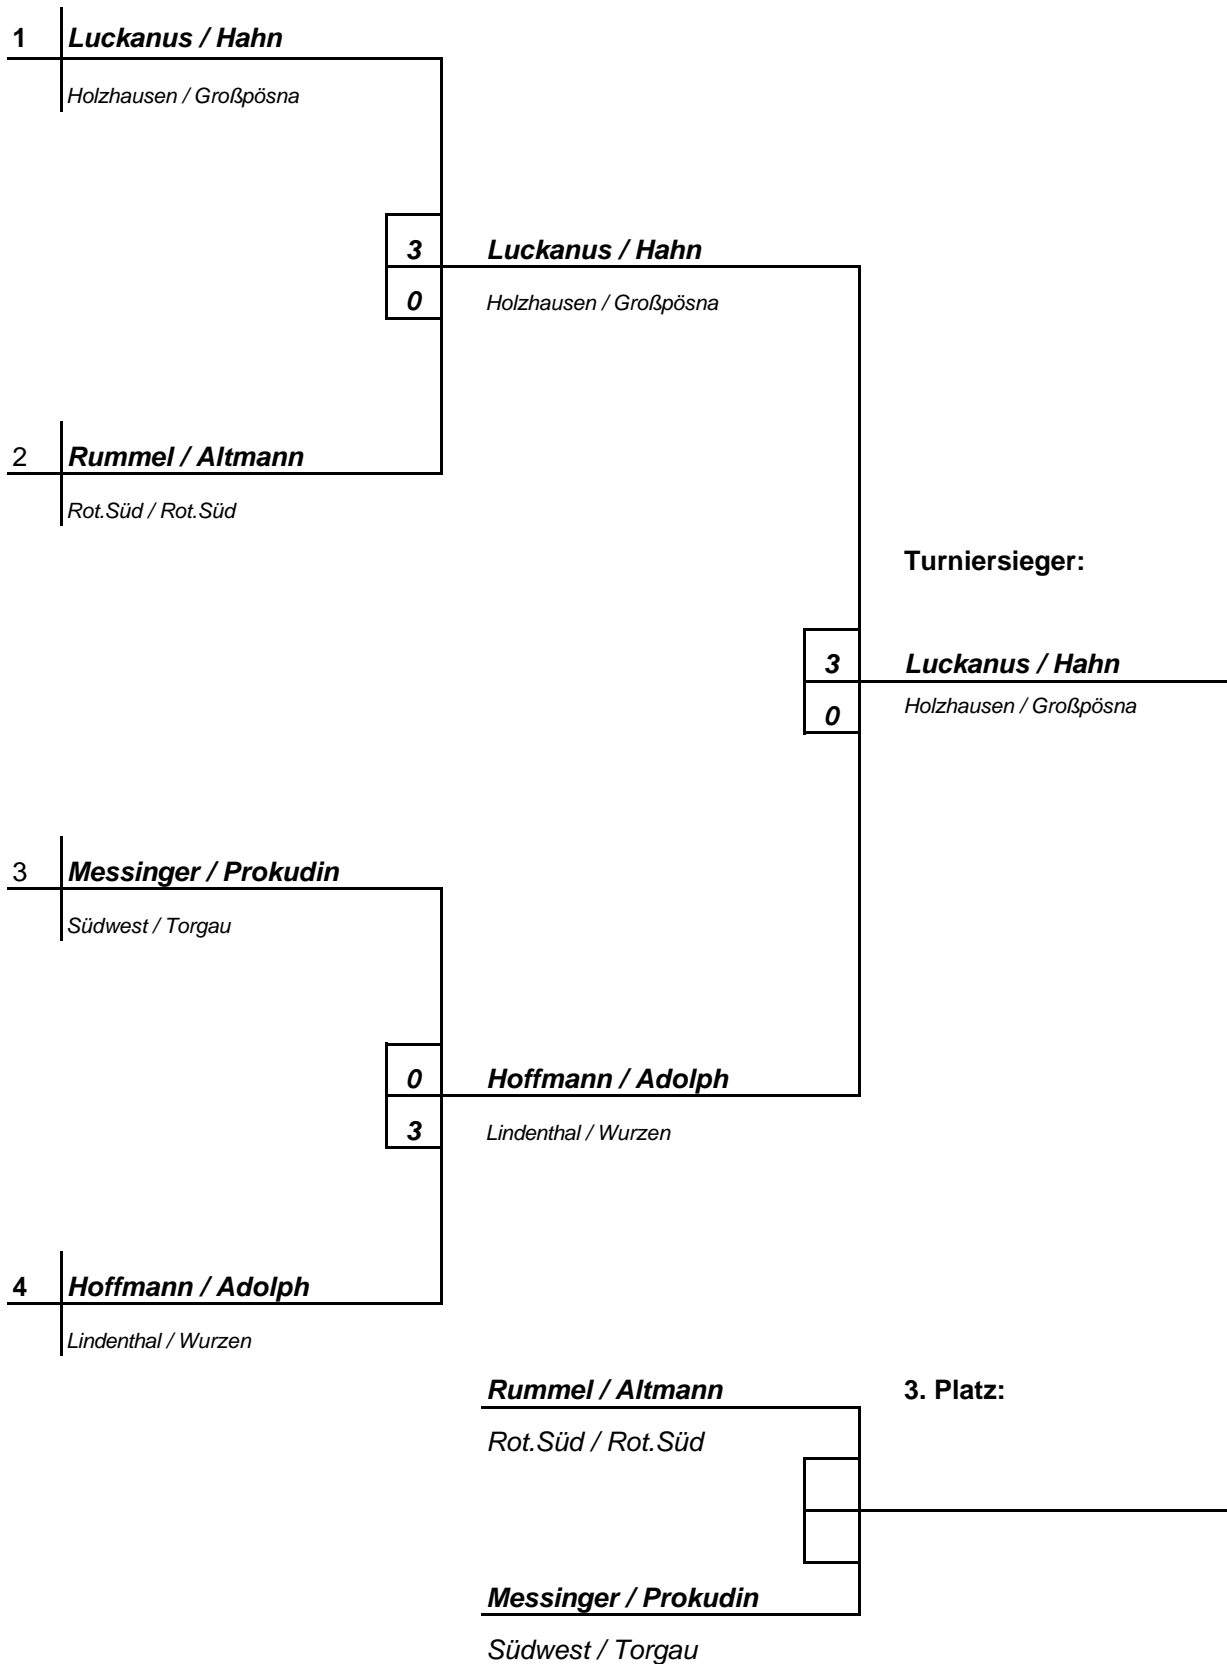 1 Luckanus / Hahn
Holzhausen / Großpösna
3 Luckanus / Hahn
0 Holzhausen / Großpösna
2 Rummel / Altmann
Rot.Süd / Rot.Süd
Turniersieger:
3 Luckanus / Hahn
0 Holzhausen / Großpösna
3 Messinger / Prokudin
Südwest / Torgau
0 Hoffmann / Adolph
3 Lindenthal / Wurzen
4 Hoffmann / Adolph
Lindenthal / Wurzen
Rummel / Altmann 3. Platz:
Rot.Süd / Rot.Süd
Messinger / Prokudin
Südwest / Torgau